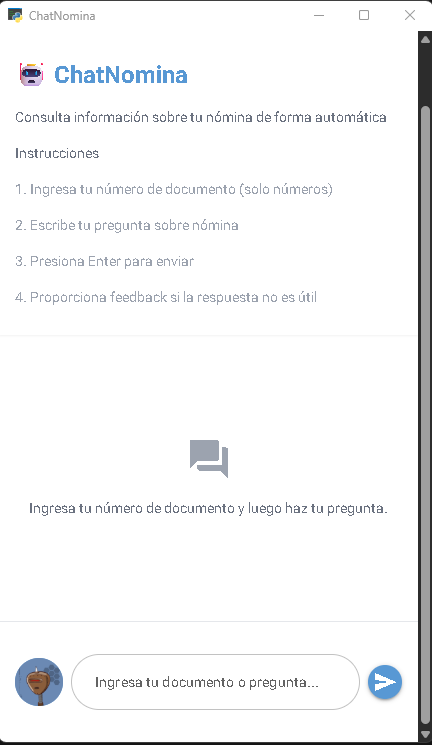 ChatNomina
ChatNomina
Consulta información sobre tu nómina de forma automática
Instrucciones
1. Ingresa tu número de documento (solo números)
2. Escribe tu pregunta sobre nómina
3. Presiona Enter para enviar
4. Proporciona feedback si la respuesta no es útil
Ingresa tu número de documento y luego haz tu pregunta.
Ingresa tu documento o pregunta...